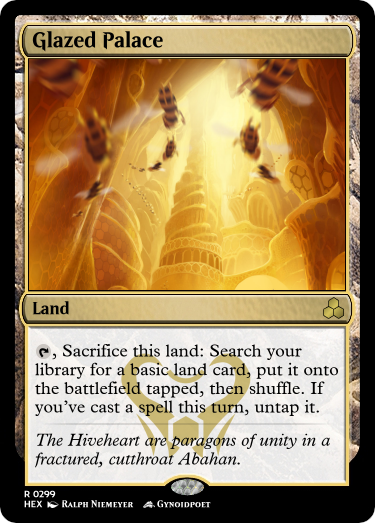 Glazed Palace
Land
, Sacrifice this land: Search your
library for a basic land card, put it onto
the battlefield tapped, then shuffle. If
you've cast a spell this turn, untap it.
The Hiveheart are paragons of unity in a
fractured, cutthroat Abahan.
R 0299
HEX Ralph Niemeyer Gynoidpoet